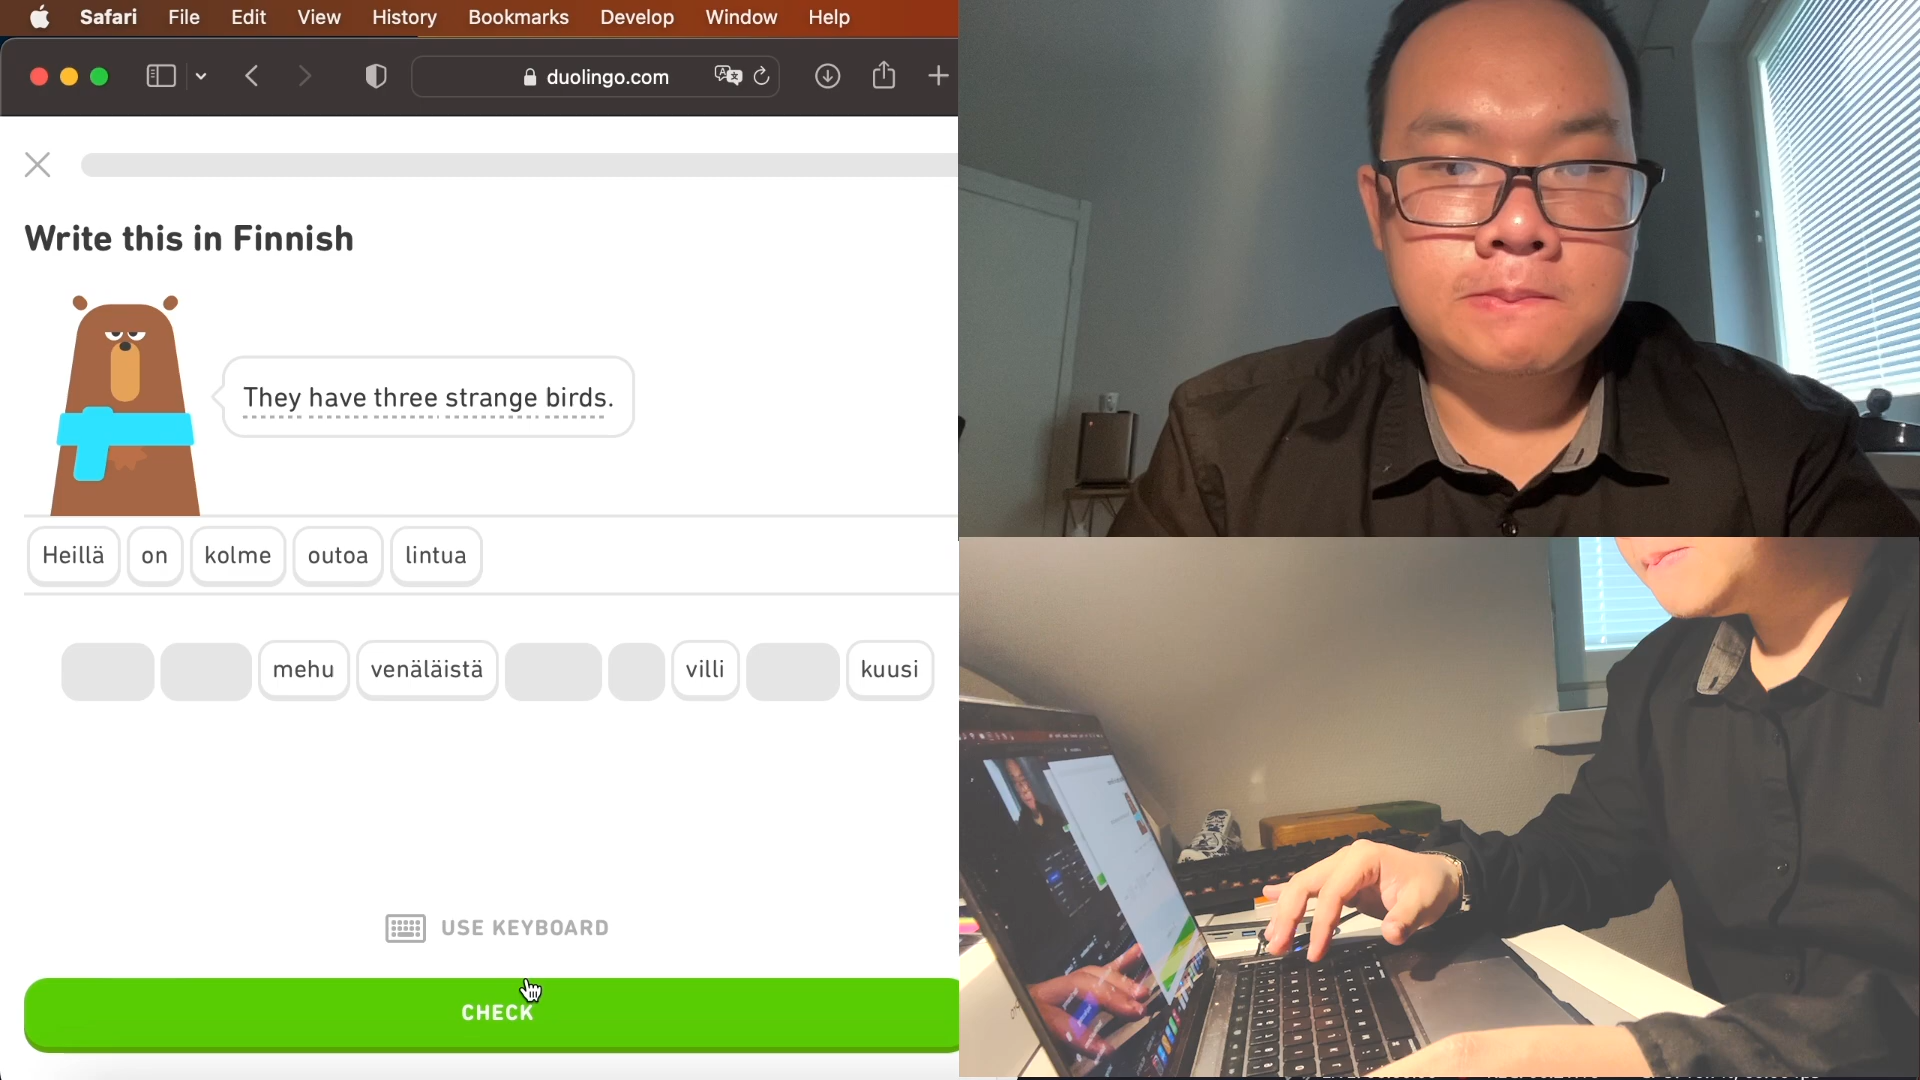 Safari File Edit View History Bookmarks Develop Window Help
duolingo.com
Write this in Finnish
They have three strange birds.
Heillä on kolme outoa lintua
mehu venäläistä villi kuusi
USE KEYBOARD
CHECK